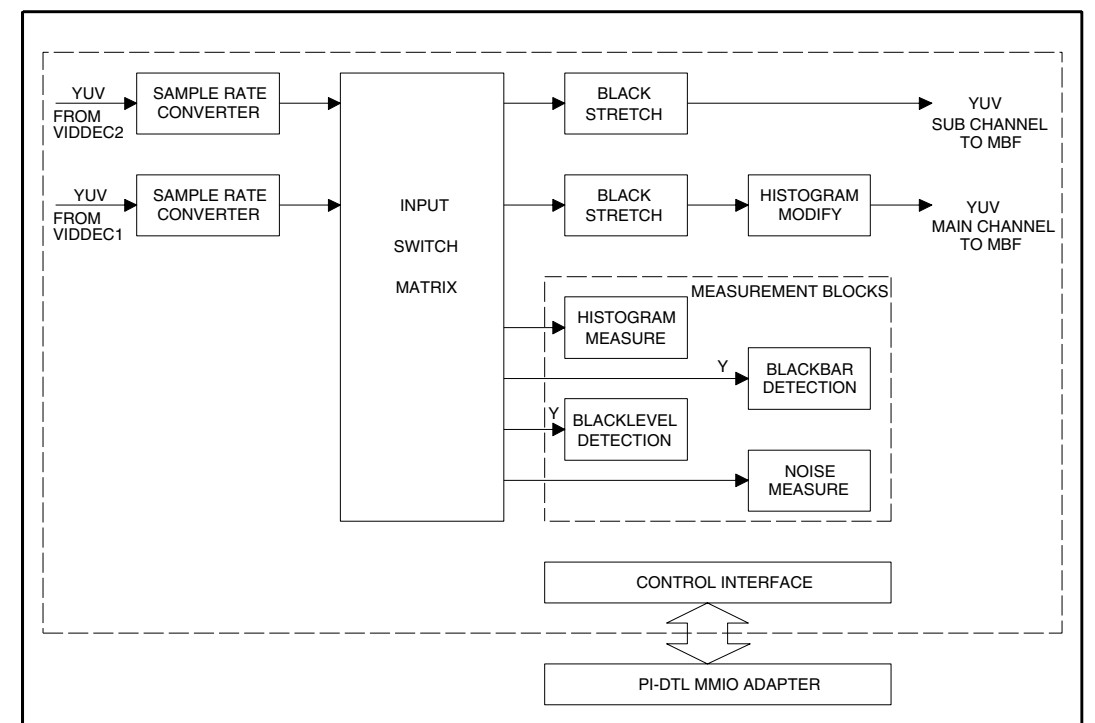 YUV
FROM
VIDDEC2
SAMPLE RATE
CONVERTER
BLACK
STRETCH
YUV
SUB CHANNEL
TO MBF
YUV
FROM
VIDDEC1
SAMPLE RATE
CONVERTER
INPUT
SWITCH
MATRIX
BLACK
STRETCH
HISTOGRAM
MODIFY
YUV
MAIN CHANNEL
TO MBF
MEASUREMENT BLOCKS
HISTOGRAM
MEASURE
Y
BLACKBAR
DETECTION
Y
BLACKLEVEL
DETECTION
NOISE
MEASURE
CONTROL INTERFACE
PI-DTL MMIO ADAPTER